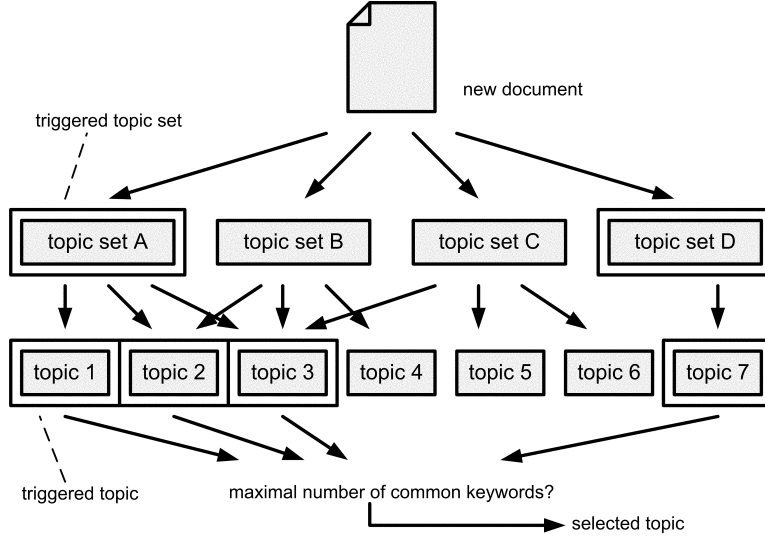 new document
triggered topic set
topic set A
topic set B
topic set C
topic set D
topic 1
topic 2
topic 3
topic 4
topic 5
topic 6
topic 7
triggered topic
maximal number of common keywords?
selected topic